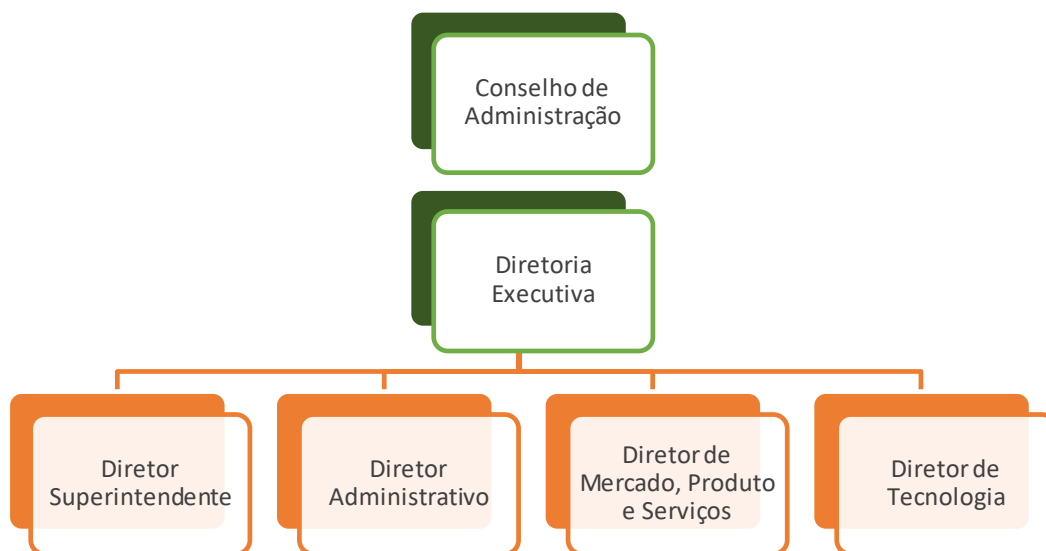 Conselho de
Administração
Diretoria
Executiva
Diretor
Superintendente
Diretor
Administrativo
Diretor de
Mercado, Produto
e Serviços
Diretor de
Tecnologia